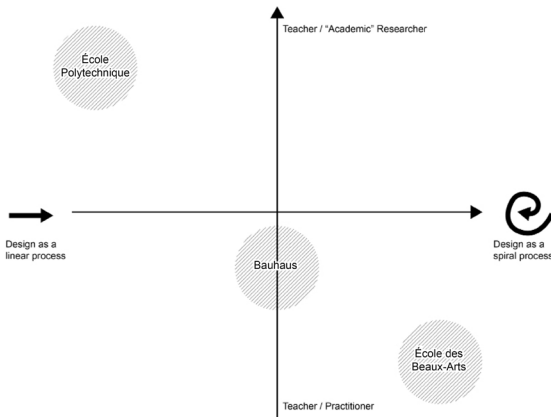 Teacher / "Academic" Researcher
École
Polytechnique
Design as a
linear process
Design as a
spiral process
Bauhaus
École des
Beaux-Arts
Teacher / Practitioner